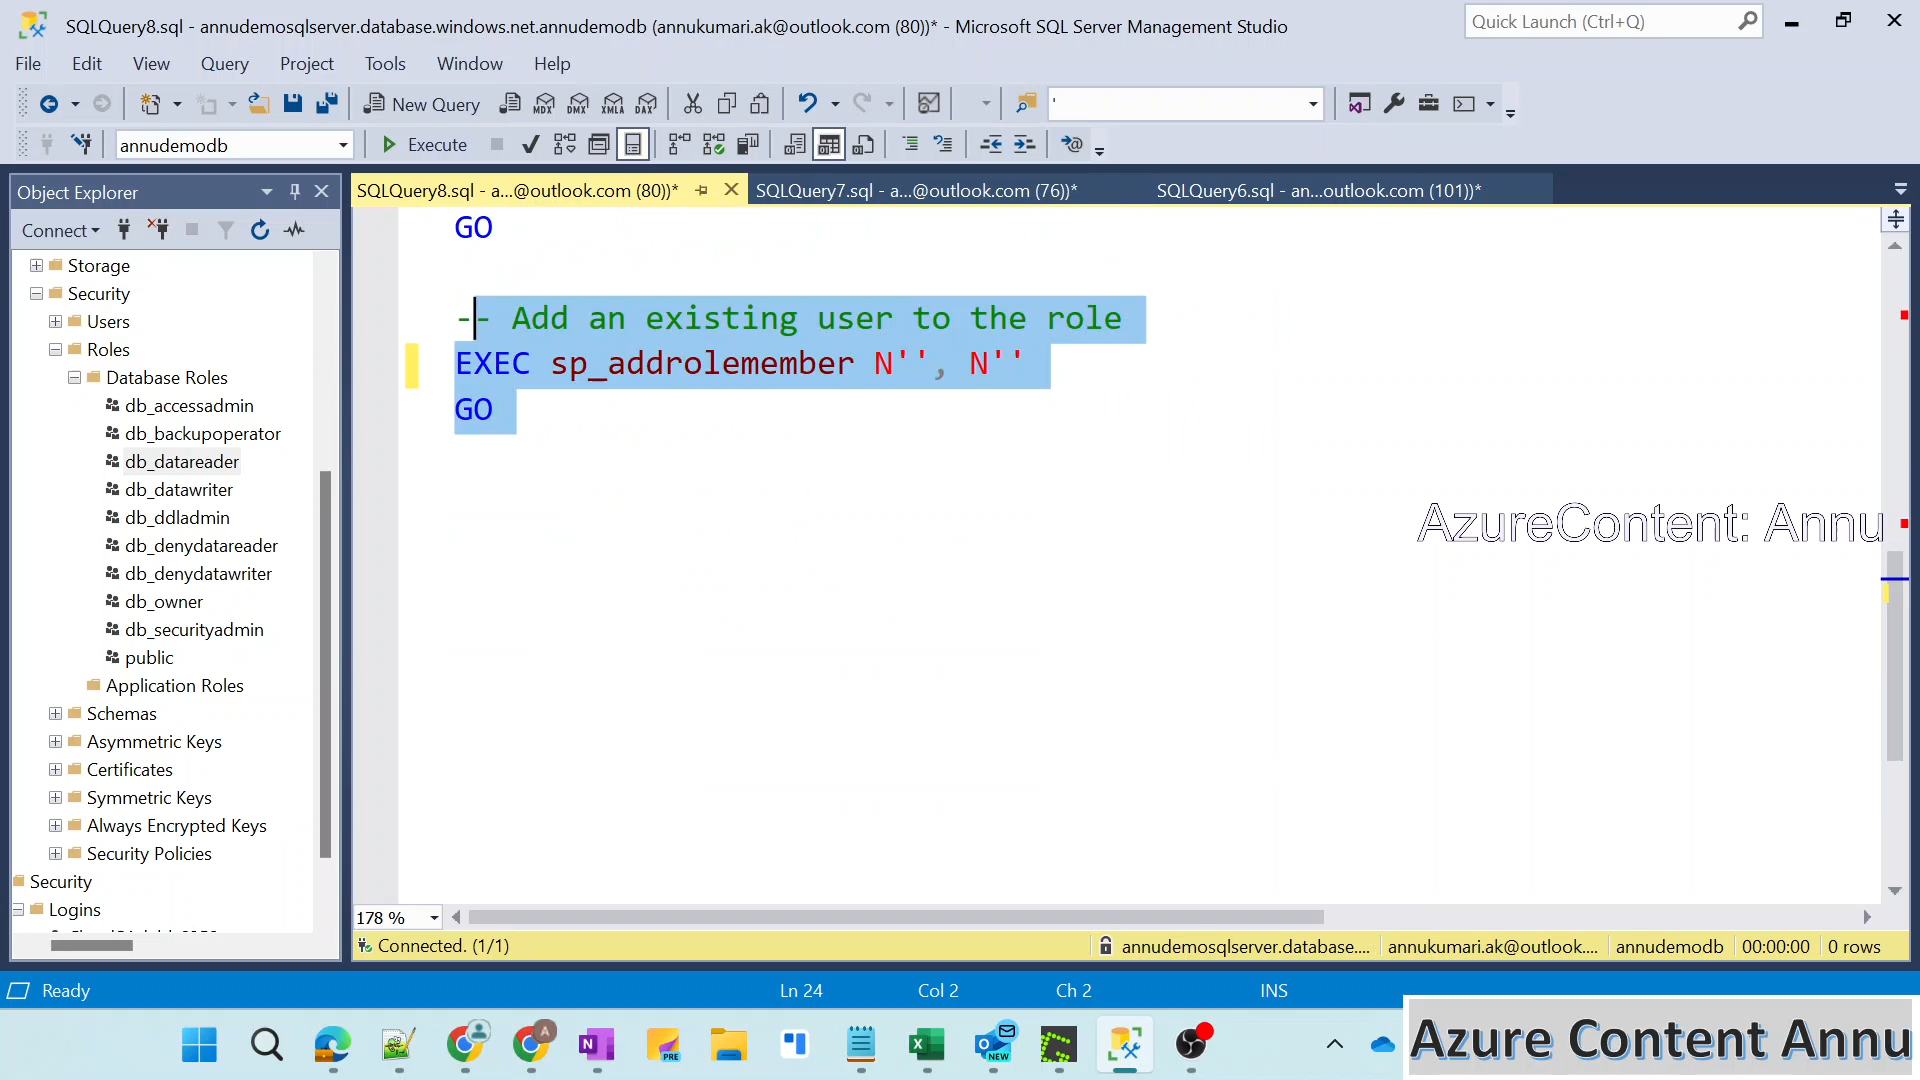 SQLQuery8.sql - annudemosqlserver.database.windows.net.annudemodb (annukumari.ak@outlook.com (80))* - Microsoft SQL Server Management Studio
Quick Launch (Ctrl+Q)
File Edit View Query Project Tools Window Help
New Query MDX DMX XMLA DAX '
annudemodb Execute
Object Explorer
SQLQuery8.sql - a...@outlook.com (80))* SQLQuery7.sql - a...@outlook.com (76))* SQLQuery6.sql - an...outlook.com (101))*
Connect
Storage
Security
Users
Roles
Database Roles
db_accessadmin
db_backupoperator
db_datareader
db_datawriter
db_ddladmin
db_denydatareader
db_denydatawriter
db_owner
db_securityadmin
public
Application Roles
Schemas
Asymmetric Keys
Certificates
Symmetric Keys
Always Encrypted Keys
Security Policies
Security
Logins
GO
-- Add an existing user to the role
EXEC sp_addrolemember N'', N''
GO
AzureContent: Annu
178 %
Connected. (1/1) annudemosqlserver.database.... annukumari.ak@outlook.... annudemodb 00:00:00 0 rows
Ready Ln 24 Col 2 Ch 2 INS
A N PRE NEW
Azure Content Annu